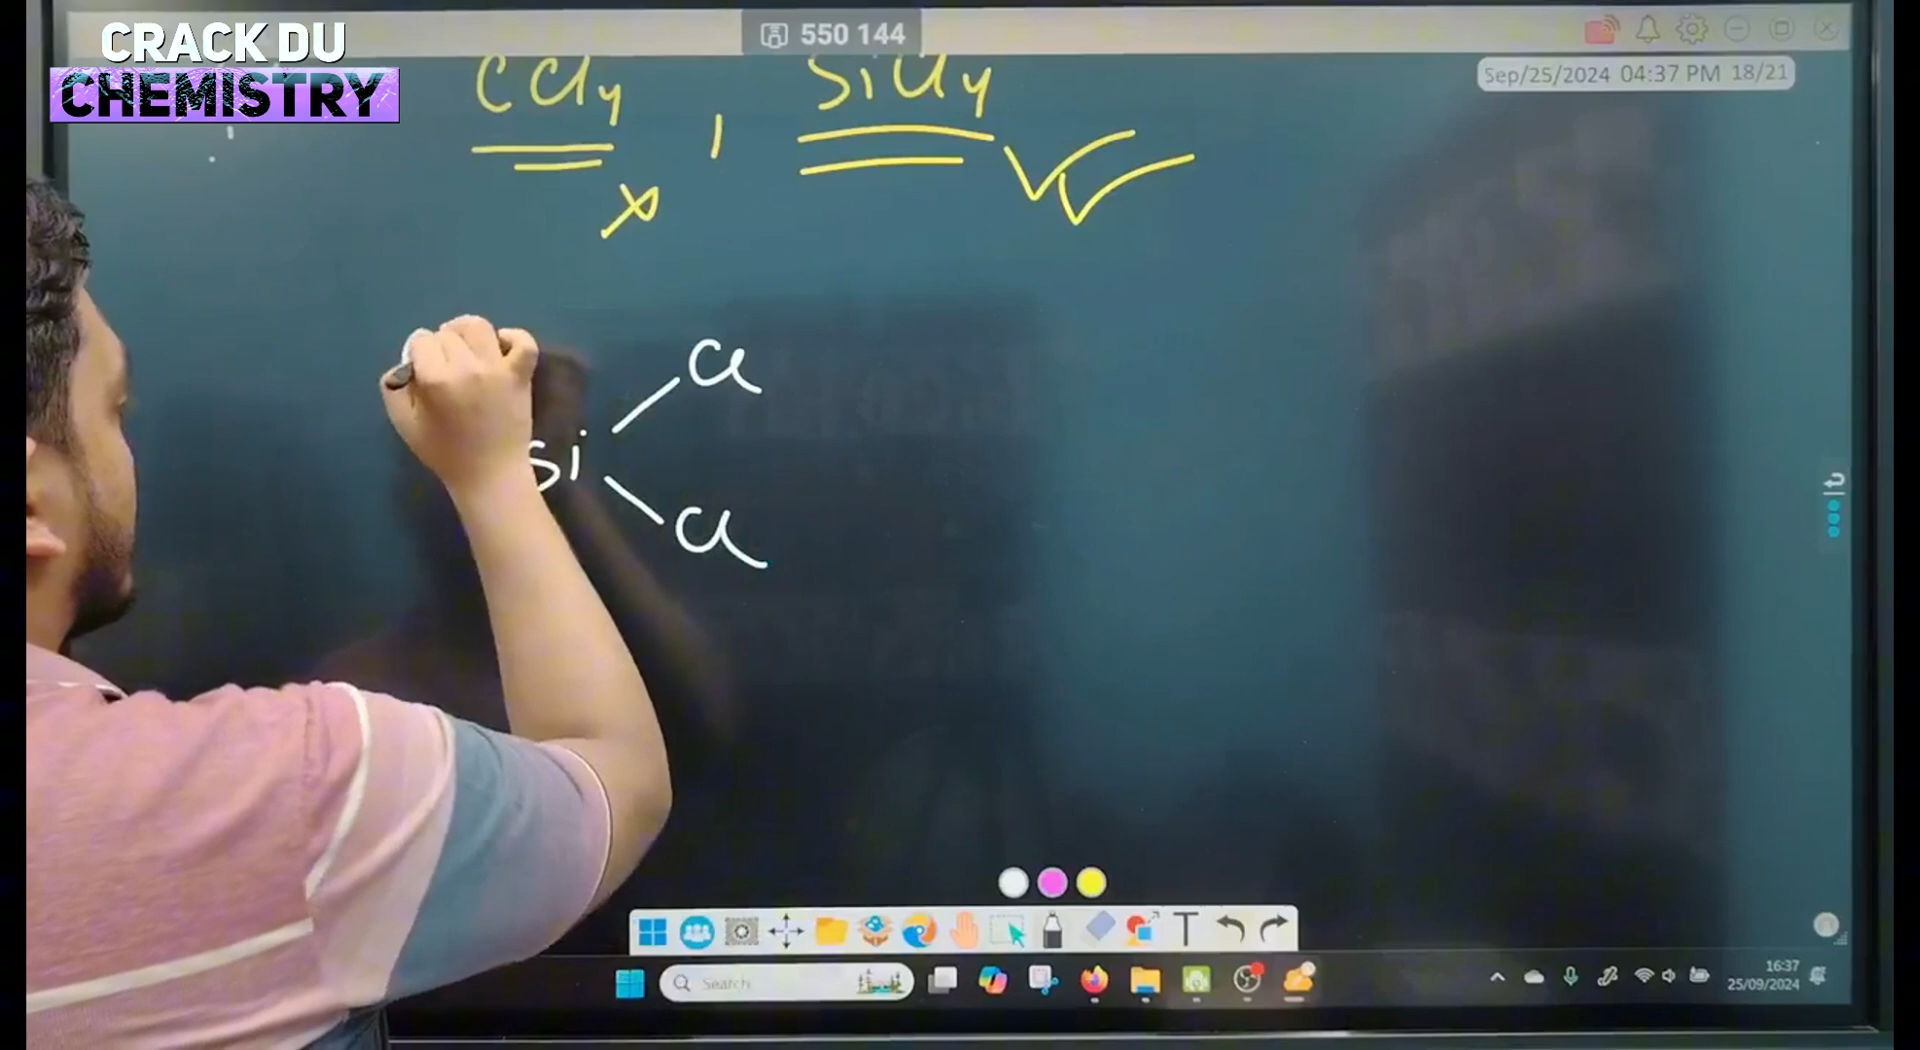 CRACK DU
CHEMISTRY
550 144
Sep/25/2024 04:37 PM 18/21
CCl4 , SiCl4
Cl
Si
Cl
T
Search
16:37
25/09/2024